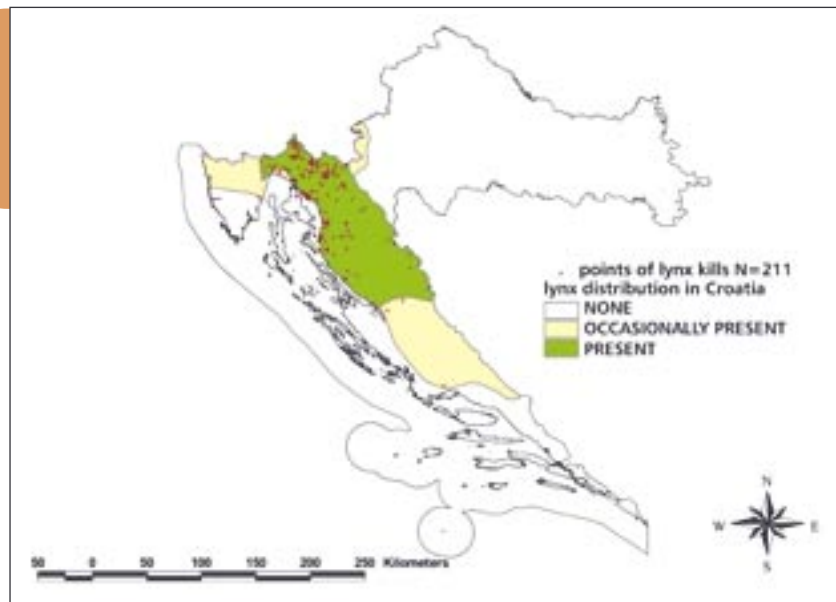 . points of lynx kills N=211
lynx distribution in Croatia
NONE
OCCASIONALLY PRESENT
PRESENT
N
W E
S
50 0 50 100 150 200 250 Kilometers